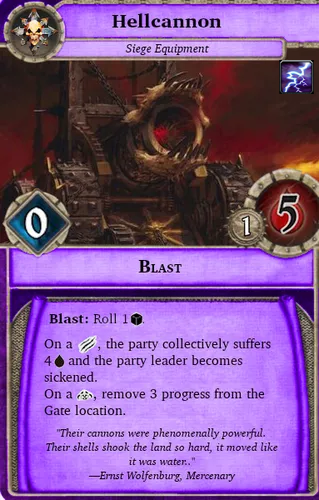 Hellcannon
Siege Equipment
0
1
5
Blast
Blast: Roll 1.
On a , the party collectively suffers
4 and the party leader becomes
sickened.
On a , remove 3 progress from the
Gate location.
"Their cannons were phenomenally powerful.
Their shells shook the land so hard, it moved like
it was water.."
—Ernst Wolfenburg, Mercenary